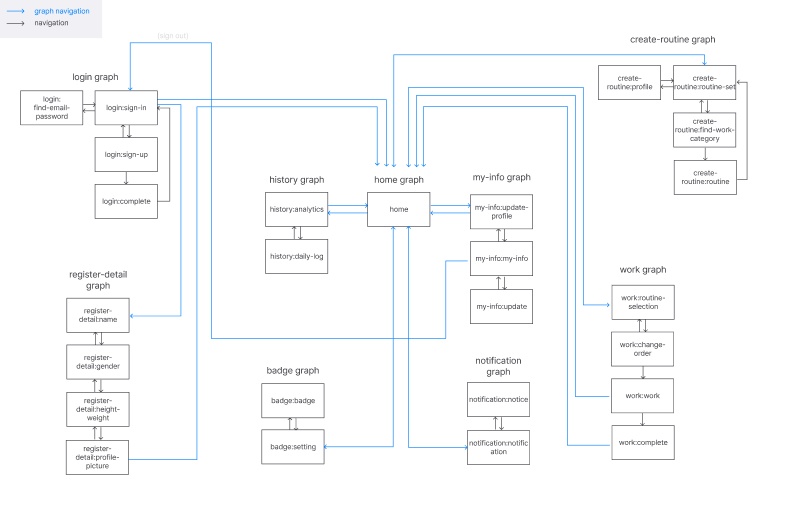 graph navigation
navigation
(sign out)
login graph
login:
find-email-
password
login:sign-in
login:sign-up
login:complete
create-routine graph
create-
routine:profile
create-
routine:routine-set
create-
routine:find-work-
category
create-
routine:routine
history graph
history:analytics
history:daily-log
home graph
home
my-info graph
my-info:update-
profile
my-info:my-info
my-info:update
register-detail
graph
register-
detail:name
register-
detail:gender
register-
detail:height-
weight
register-
detail:profile-
picture
badge graph
badge:badge
badge:setting
notification
graph
notification:notice
notification:notific
ation
work graph
work:routine-
selection
work:change-
order
work:work
work:complete